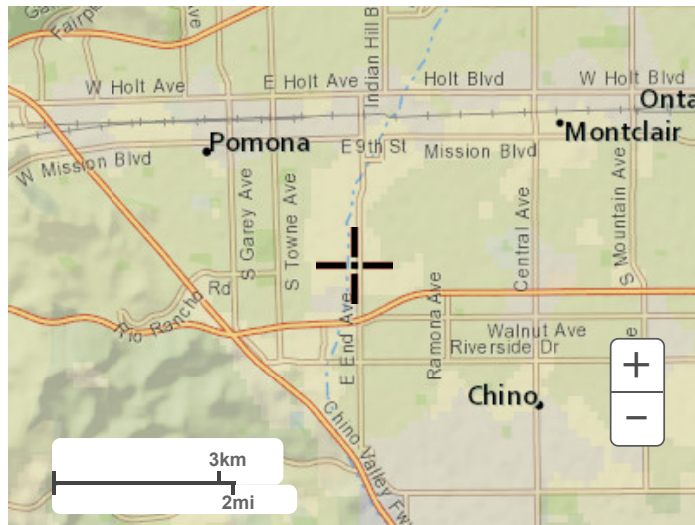 Fairp
Ave
Indian Hill B
W Holt Ave
E Holt Ave
Holt Blvd
W Holt Blvd
Onta
Pomona
Montclair
E 9th St
Mission Blvd
W Mission Blvd
S Garey Ave
S Towne Ave
Central Ave
S Mountain Ave
Rio Rancho
Rd
E End Ave
Ramona Ave
Walnut Ave
e
Riverside Dr
+
−
Chino
Chino Valley Fwy
3km
2mi